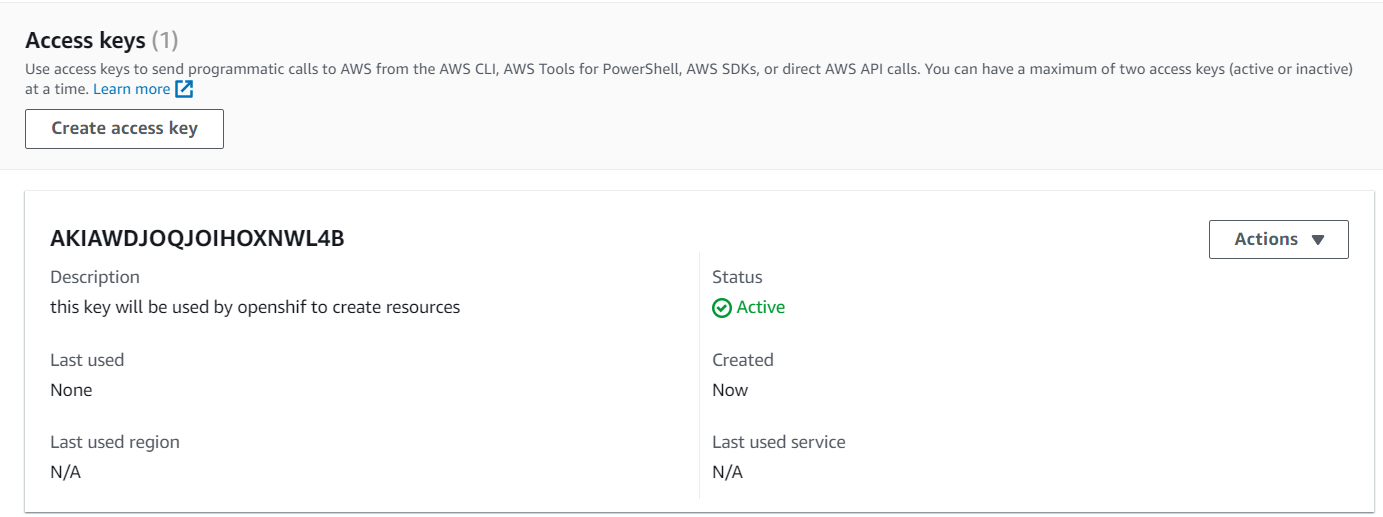 Access keys (1)
Use access keys to send programmatic calls to AWS from the AWS CLI, AWS Tools for PowerShell, AWS SDKs, or direct AWS API calls. You can have a maximum of two access keys (active or inactive)
at a time. Learn more
Create access key
AKIAWDJOQJOIHOXNWL4B
Actions
Description
this key will be used by openshif to create resources
Status
Active
Last used
None
Created
Now
Last used region
N/A
Last used service
N/A